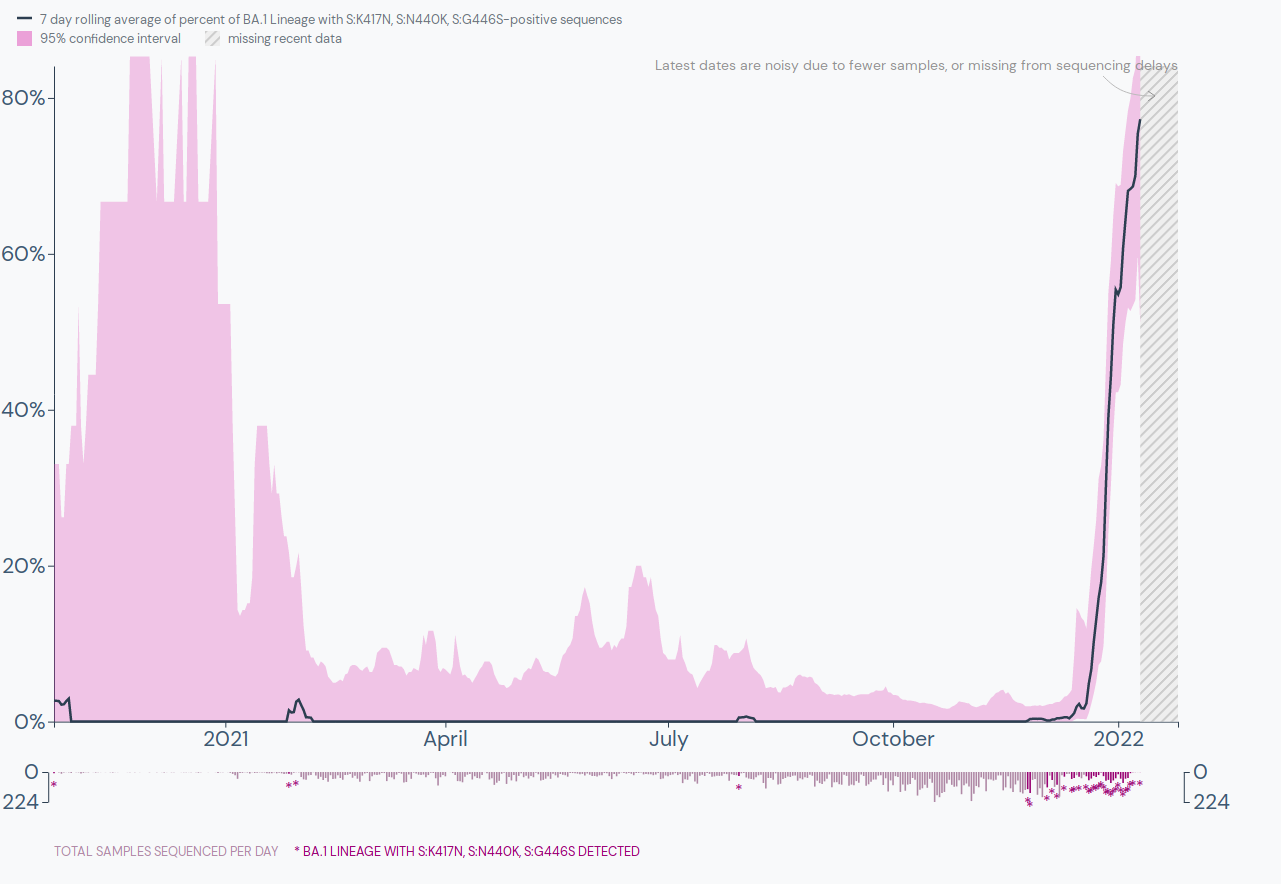 7 day rolling average of percent of BA.1 Lineage with S:K417N, S:N440K, S:G446S-positive sequences
95% confidence interval missing recent data
Latest dates are noisy due to fewer samples, or missing from sequencing delays
80%
60%
40%
20%
0%
2021 April July October 2022
0 0
224 224
TOTAL SAMPLES SEQUENCED PER DAY * BA.1 LINEAGE WITH S:K417N, S:N440K, S:G446S DETECTED